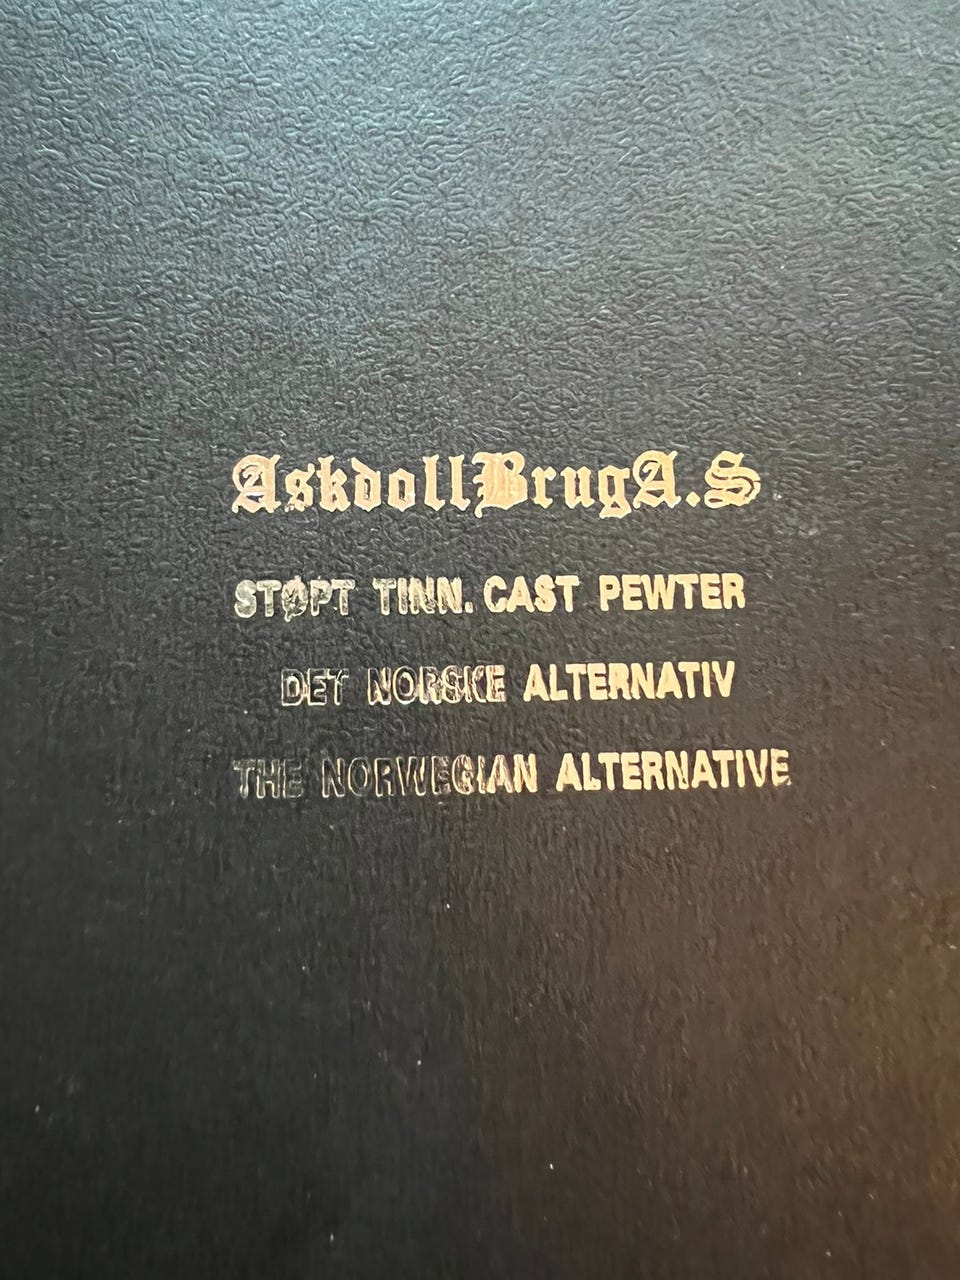 AskdollBrugA.S
STØPT TINN. CAST PEWTER
DET NORSKE ALTERNATIV
THE NORWEGIAN ALTERNATIVE